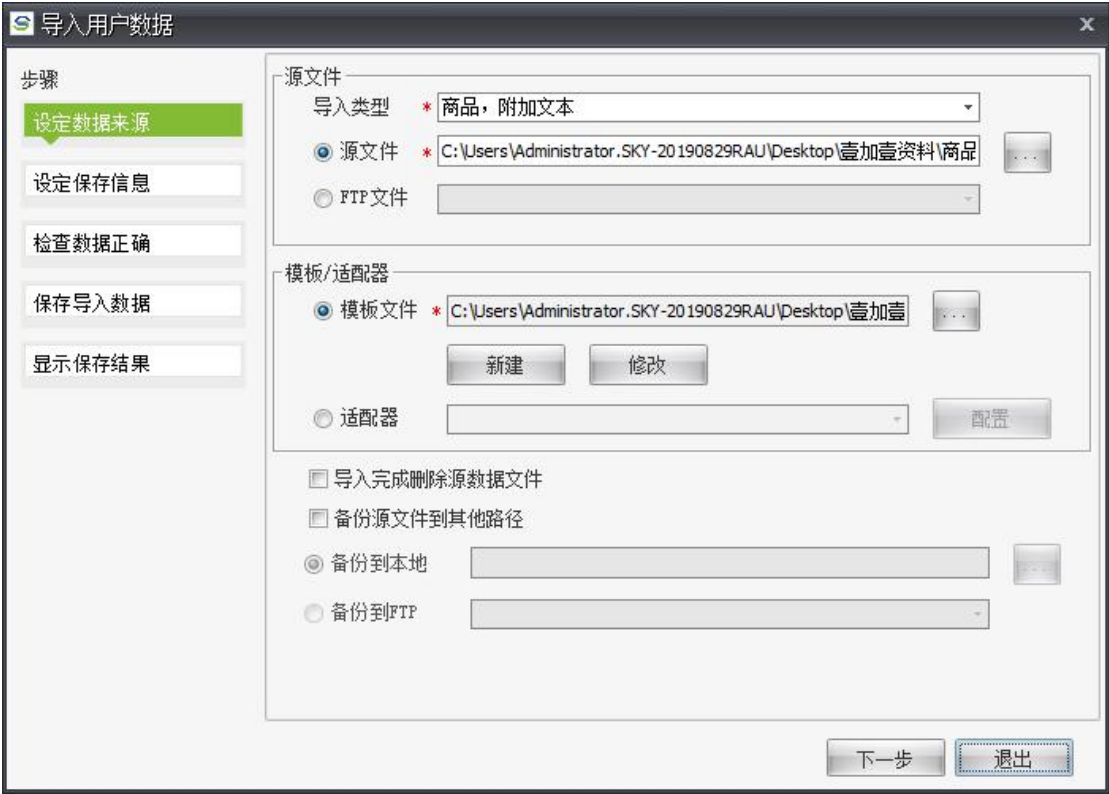 导入用户数据
步骤
设定数据来源
设定保存信息
检查数据正确
保存导入数据
显示保存结果
源文件
导入类型 * 商品，附加文本
源文件 * C:\Users\Administrator.SKY-20190829RAU\Desktop\壹加壹资料\商品 ...
FTP文件
模板/适配器
模板文件 * C:\Users\Administrator.SKY-20190829RAU\Desktop\壹加壹 ...
新建 修改
适配器 配置
导入完成删除源数据文件
备份源文件到其他路径
备份到本地 ...
备份到FTP
下一步 退出